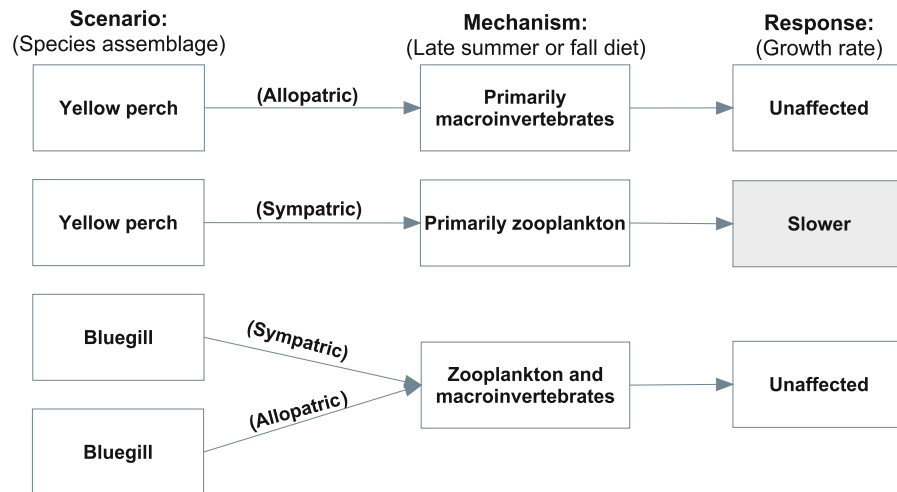 Scenario:
(Species assemblage)
Mechanism:
(Late summer or fall diet)
Response:
(Growth rate)
Yellow perch
(Allopatric)
Primarily
macroinvertebrates
Unaffected
Yellow perch
(Sympatric)
Primarily zooplankton
Slower
Bluegill
(Sympatric)
Zooplankton and
macroinvertebrates
Unaffected
(Allopatric)
Bluegill